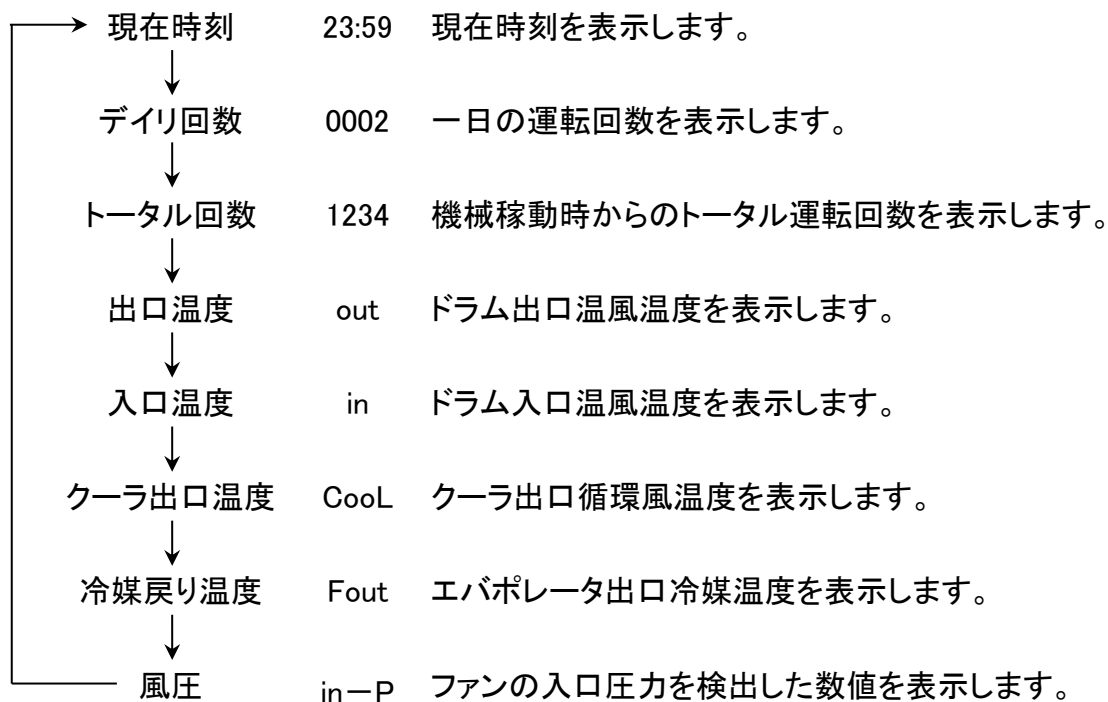 現在時刻 23:59 現在時刻を表示します。
デイリ回数 0002 一日の運転回数を表示します。
トータル回数 1234 機械稼動時からのトータル運転回数を表示します。
出口温度 out ドラム出口温風温度を表示します。
入口温度 in ドラム入口温風温度を表示します。
クーラ出口温度 CooL クーラ出口循環風温度を表示します。
冷媒戻り温度 Fout エバポレータ出口冷媒温度を表示します。
風圧 in－P ファンの入口圧力を検出した数値を表示します。